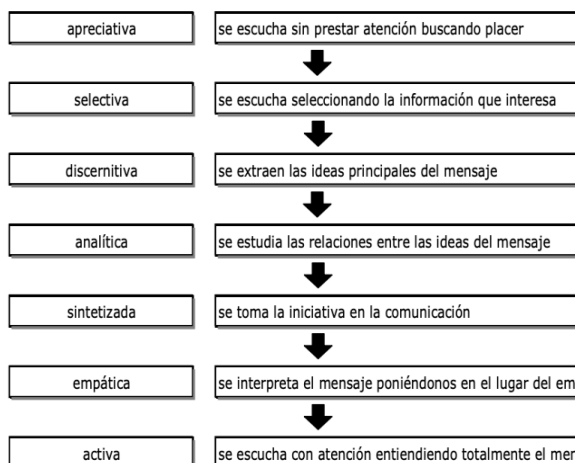 apreciativa
se escucha sin prestar atención buscando placer
selectiva
se escucha seleccionando la información que interesa
discernitiva
se extraen las ideas principales del mensaje
analítica
se estudia las relaciones entre las ideas del mensaje
sintetizada
se toma la iniciativa en la comunicación
empática
se interpreta el mensaje poniéndonos en el lugar del
activa
se escucha con atención entiendiendo totalmente el